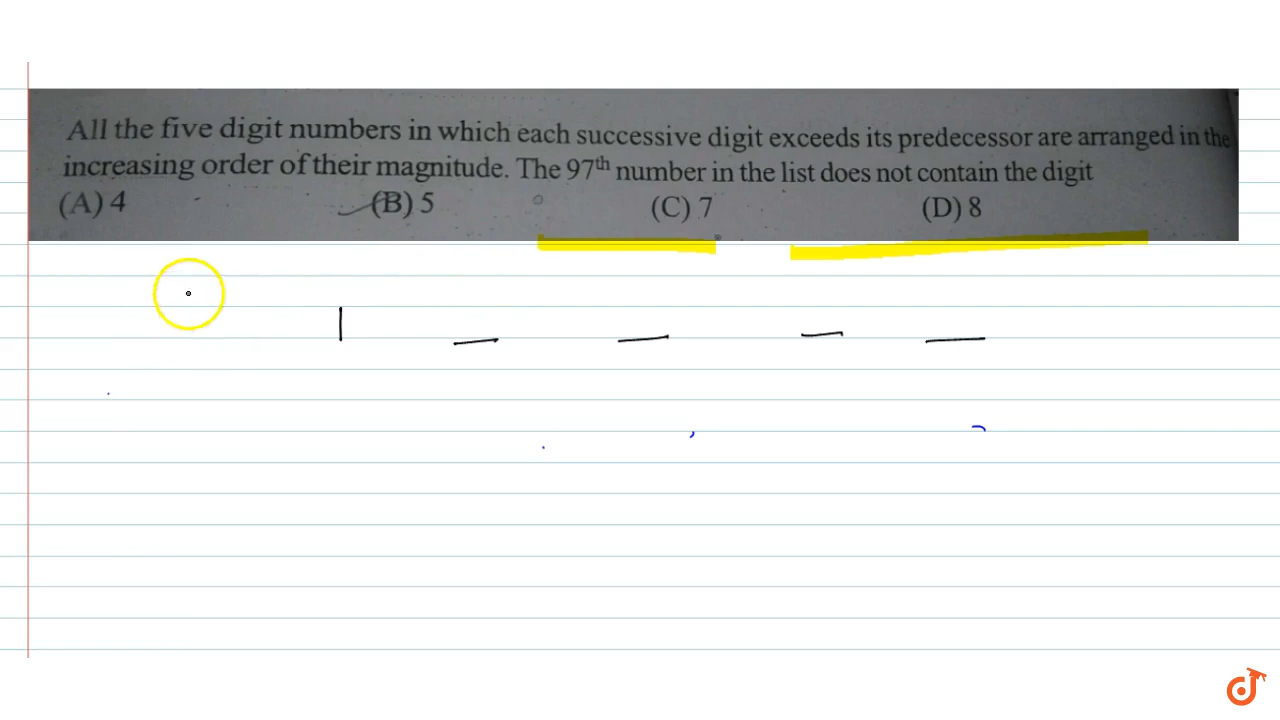 All the five digit numbers in which each successive digit exceeds its predecessor are arranged in the
increasing order of their magnitude. The 97th number in the list does not contain the digit
(A) 4 (B) 5 (C) 7 (D) 8
1